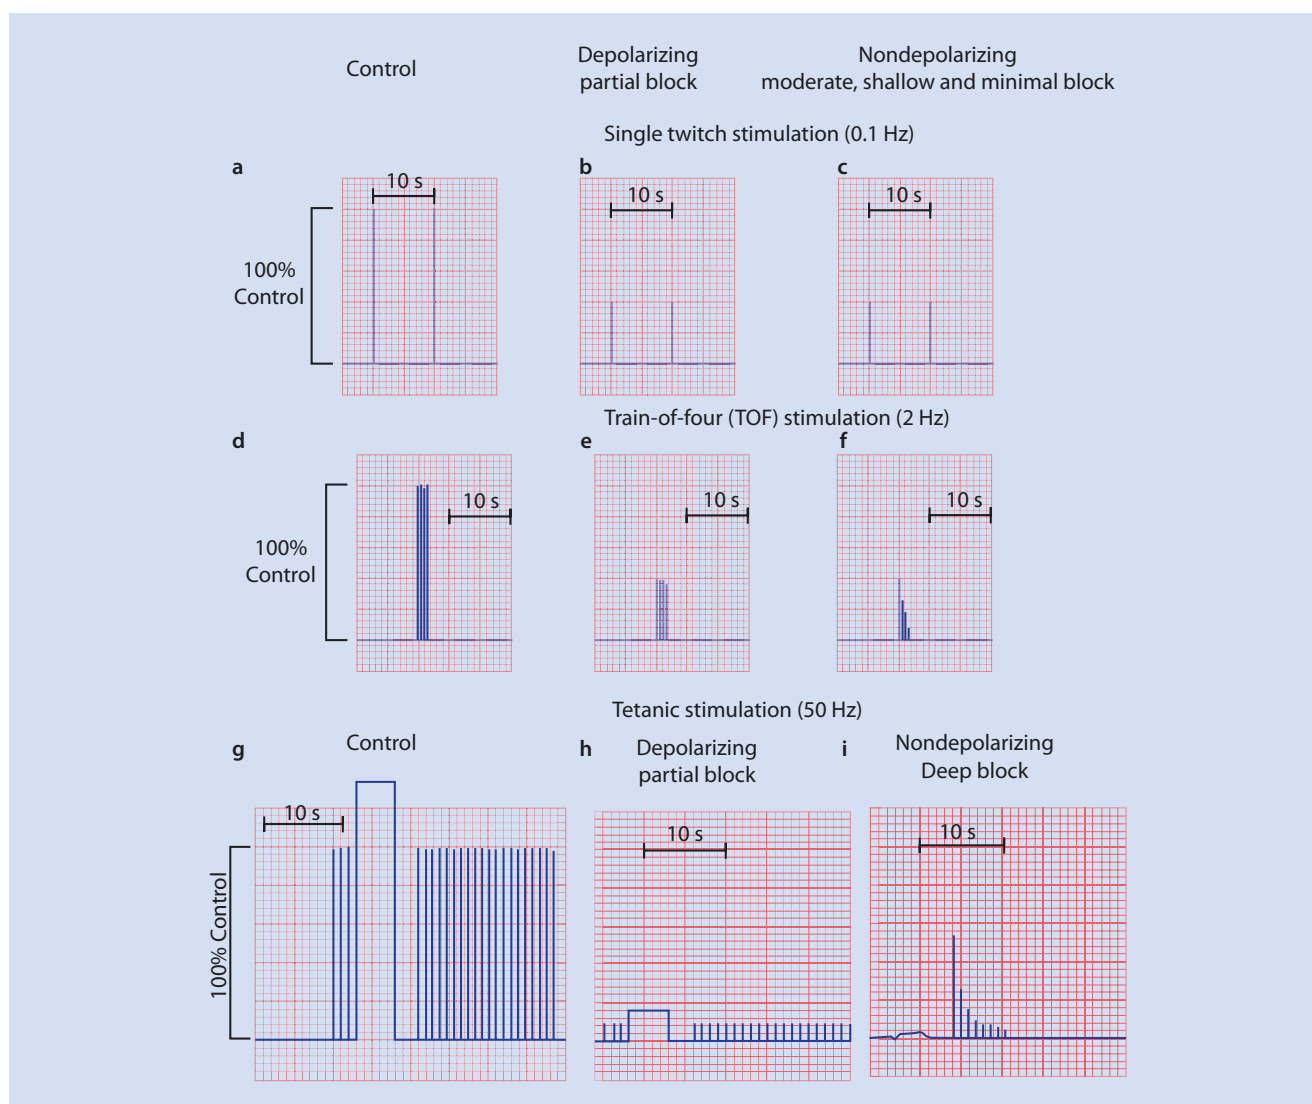 Control
Depolarizing
partial block
Nondepolarizing
moderate, shallow and minimal block
Single twitch stimulation (0.1 Hz)
a
b
c
10 s
10 s
10 s
100%
Control
Train-of-four (TOF) stimulation (2 Hz)
d
e
f
10 s
10 s
10 s
100%
Control
Tetanic stimulation (50 Hz)
g
Control
h
Depolarizing
partial block
i
Nondepolarizing
Deep block
10 s
10 s
10 s
100% Control